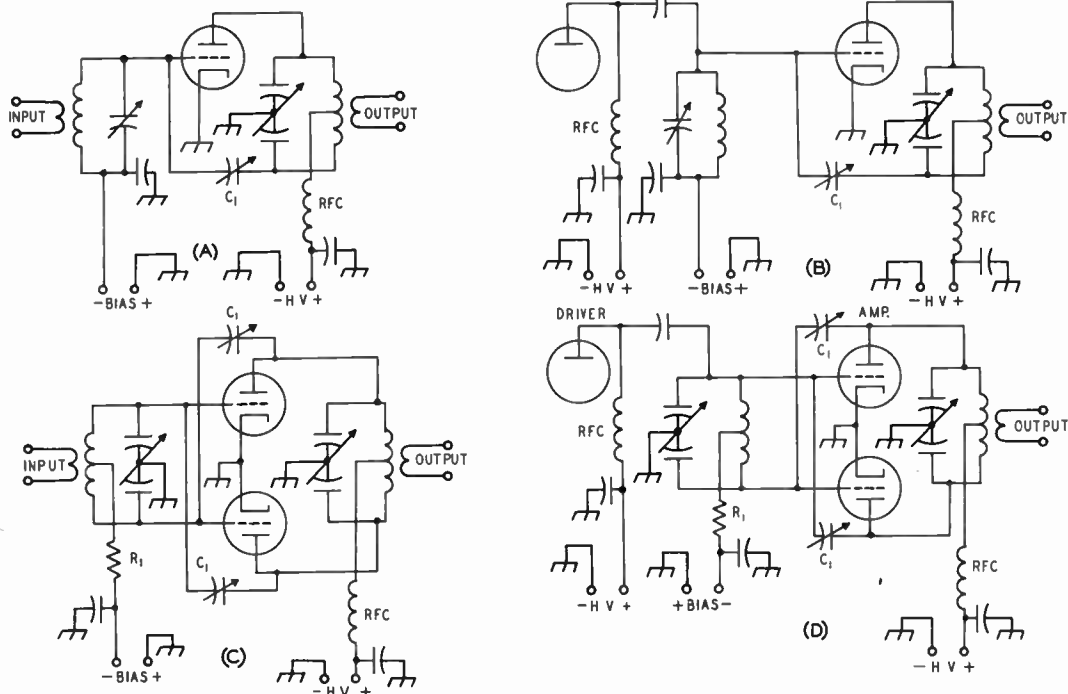 INPUT
OUTPUT
C1
RFC
(A)
-BIAS+
-HV+
RFC
OUTPUT
C1
RFC
(B)
-HV+
-BIAS+
-HV+
C1
INPUT
OUTPUT
R1
C1
RFC
(C)
-BIAS+
-HV+
DRIVER
AMP.
C1
RFC
OUTPUT
R1
C1
RFC
-HV+
+BIAS-
(D)
-HV+